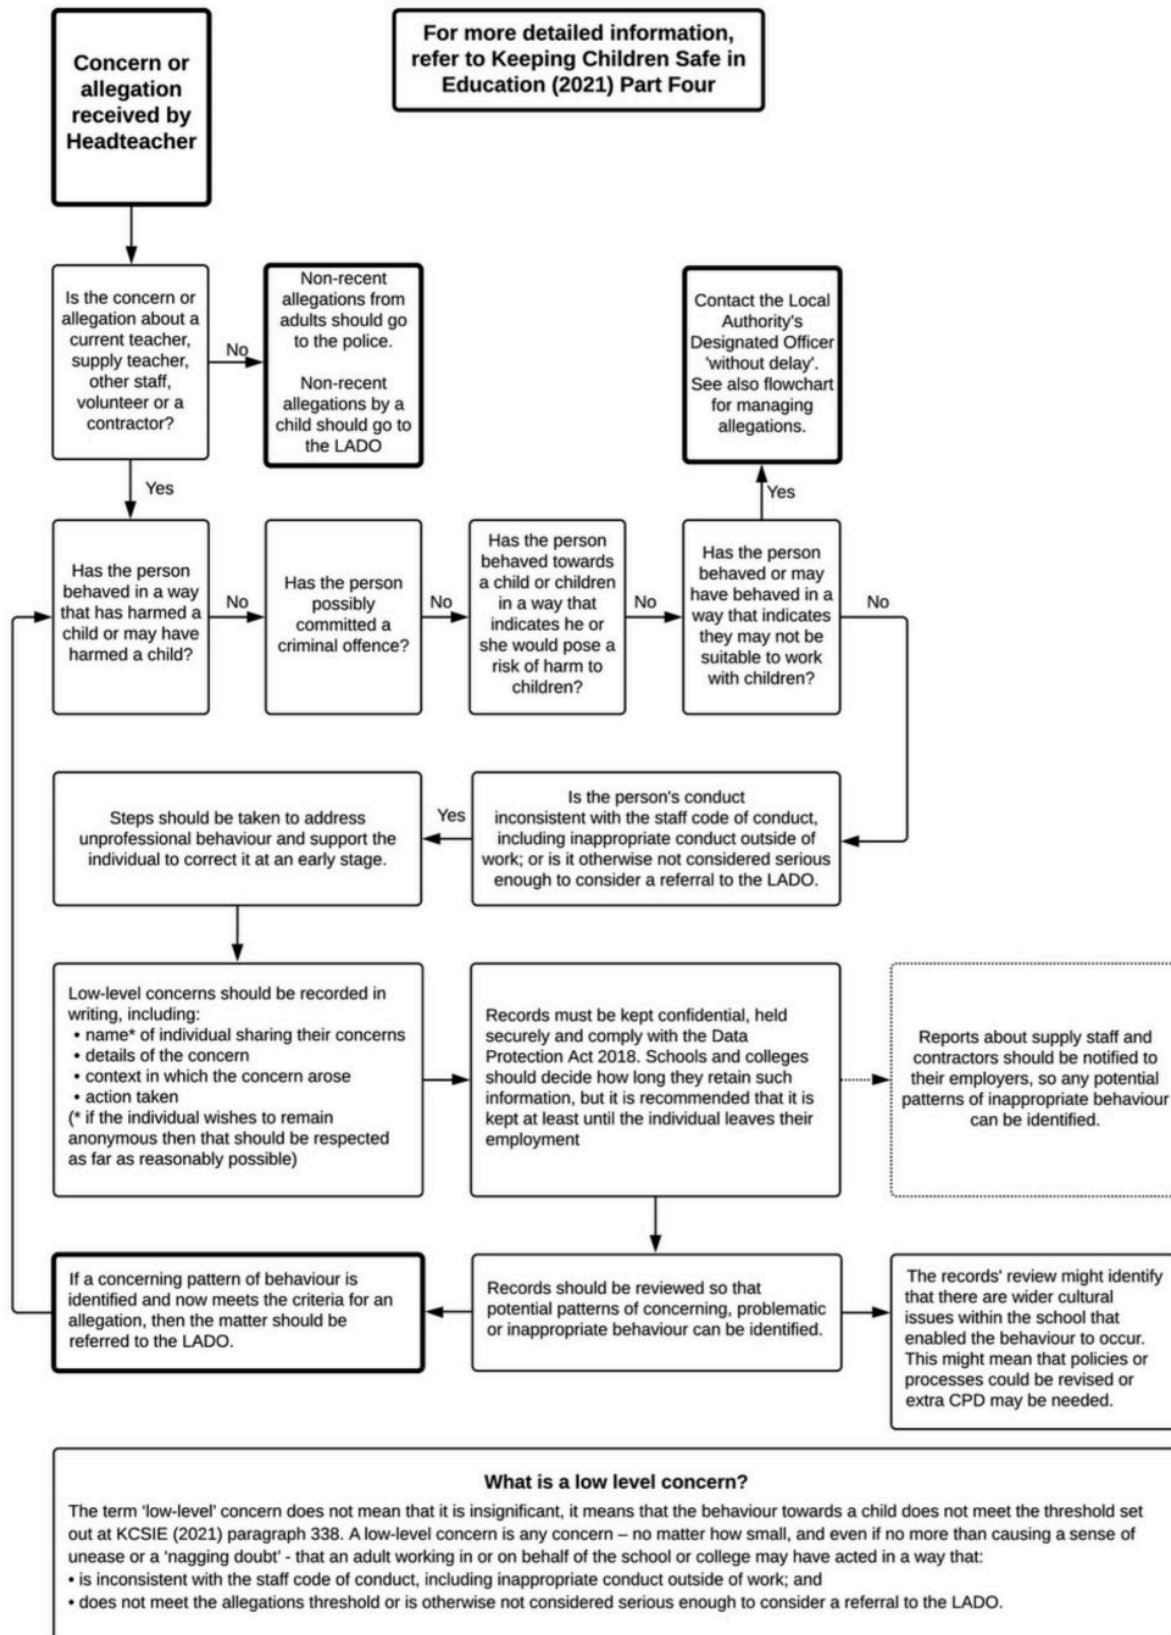 Concern or
allegation
received by
Headteacher
For more detailed information,
refer to Keeping Children Safe in
Education (2021) Part Four
Is the concern or
allegation about a
current teacher,
supply teacher,
other staff,
volunteer or a
contractor?
No
Non-recent
allegations from
adults should go
to the police.
Non-recent
allegations by a
child should go to
the LADO
Contact the Local
Authority's
Designated Officer
'without delay'.
See also flowchart
for managing
allegations.
Yes
Yes
Has the person
behaved in a way
that has harmed a
child or may have
harmed a child?
No
Has the person
possibly
committed a
criminal offence?
No
Has the person
behaved towards
a child or children
in a way that
indicates he or
she would pose a
risk of harm to
children?
No
Has the person
behaved or may
have behaved in a
way that indicates
they may not be
suitable to work
with children?
No
Steps should be taken to address
unprofessional behaviour and support the
individual to correct it at an early stage.
Yes
Is the person's conduct
inconsistent with the staff code of conduct,
including inappropriate conduct outside of
work; or is it otherwise not considered serious
enough to consider a referral to the LADO.
Low-level concerns should be recorded in
writing, including:
• name* of individual sharing their concerns
• details of the concern
• context in which the concern arose
• action taken
(* if the individual wishes to remain
anonymous then that should be respected
as far as reasonably possible)
Records must be kept confidential, held
securely and comply with the Data
Protection Act 2018. Schools and colleges
should decide how long they retain such
information, but it is recommended that it is
kept at least until the individual leaves their
employment
Reports about supply staff and
contractors should be notified to
their employers, so any potential
patterns of inappropriate behaviour
can be identified.
If a concerning pattern of behaviour is
identified and now meets the criteria for an
allegation, then the matter should be
referred to the LADO.
Records should be reviewed so that
potential patterns of concerning, problematic
or inappropriate behaviour can be identified.
The records' review might identify
that there are wider cultural
issues within the school that
enabled the behaviour to occur.
This might mean that policies or
processes could be revised or
extra CPD may be needed.
What is a low level concern?
The term ‘low-level’ concern does not mean that it is insignificant, it means that the behaviour towards a child does not meet the threshold set
out at KCSIE (2021) paragraph 338. A low-level concern is any concern – no matter how small, and even if no more than causing a sense of
unease or a ‘nagging doubt’ - that an adult working in or on behalf of the school or college may have acted in a way that:
• is inconsistent with the staff code of conduct, including inappropriate conduct outside of work; and
• does not meet the allegations threshold or is otherwise not considered serious enough to consider a referral to the LADO.